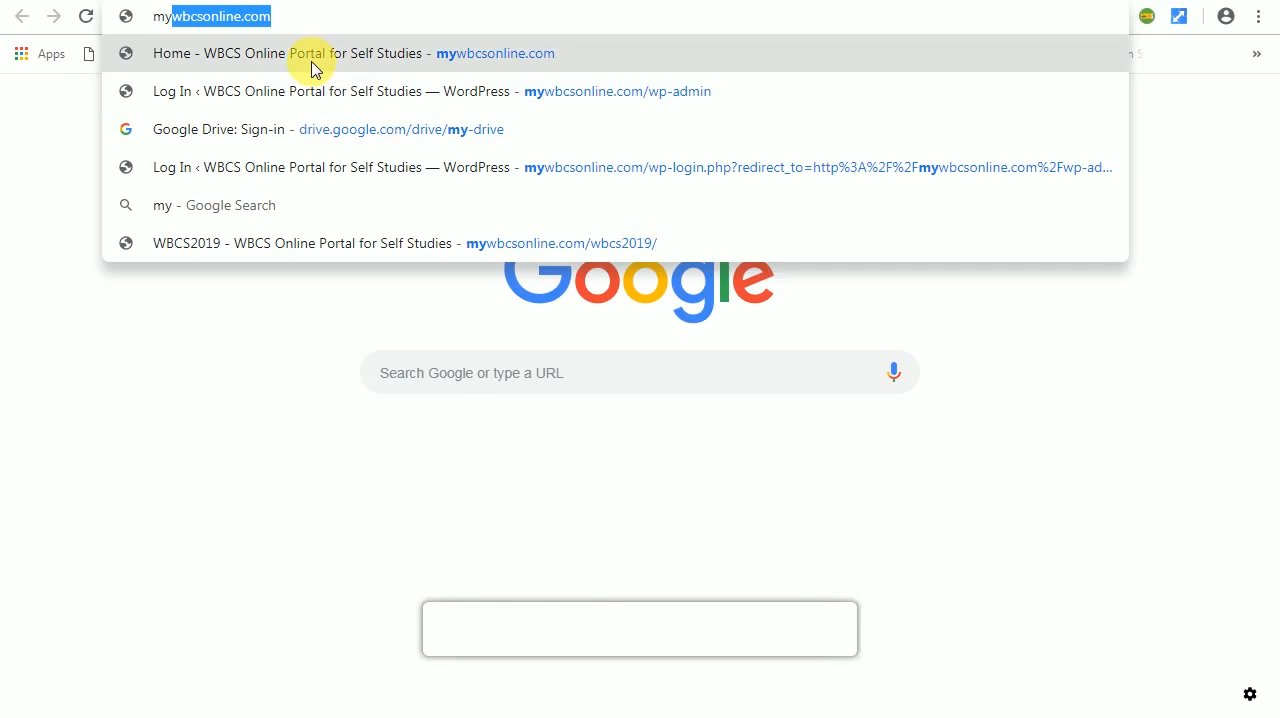 mywbcsonline.com
Apps
Home - WBCS Online Portal for Self Studies - mywbcsonline.com
Log In ‹ WBCS Online Portal for Self Studies — WordPress - mywbcsonline.com/wp-admin
Google Drive: Sign-in - drive.google.com/drive/my-drive
Log In ‹ WBCS Online Portal for Self Studies — WordPress - mywbcsonline.com/wp-login.php?redirect_to=http%3A%2F%2Fmywbcsonline.com%2Fwp-ad...
my - Google Search
WBCS2019 - WBCS Online Portal for Self Studies - mywbcsonline.com/wbcs2019/
Google
Search Google or type a URL